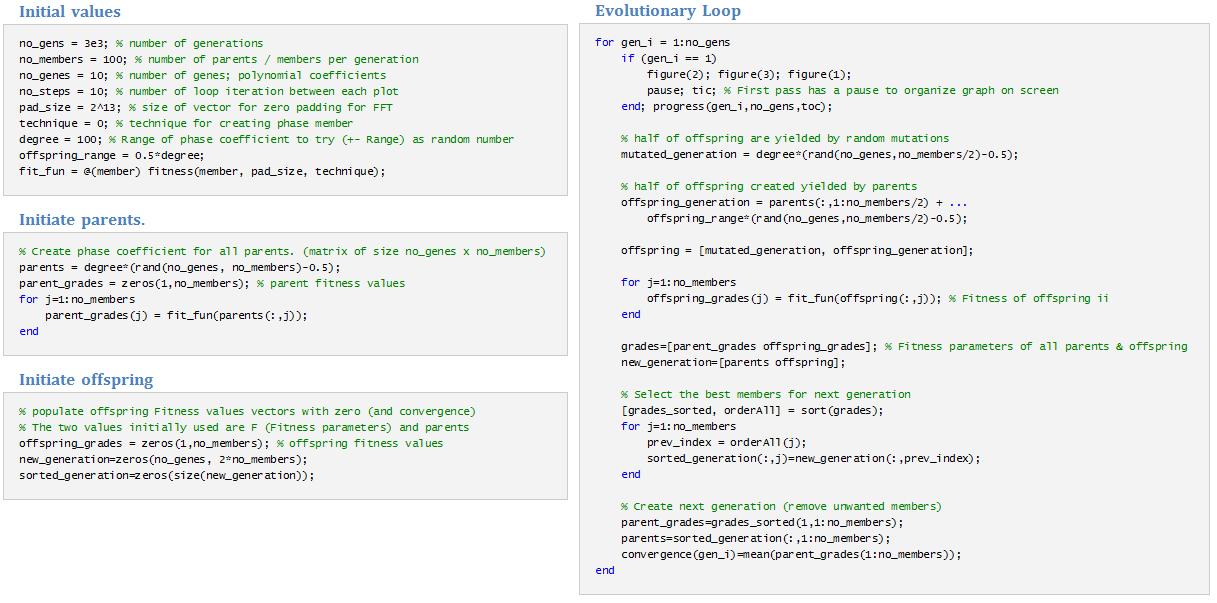 Initial values
no_gens = 3e3; % number of generations
no_members = 100; % number of parents / members per generation
no_genes = 10; % number of genes; polynomial coefficients
no_steps = 10; % number of loop iteration between each plot
pad_size = 2^13; % size of vector for zero padding for FFT
technique = 0; % technique for creating phase member
degree = 100; % Range of phase coefficient to try (+- Range) as random number
offspring_range = 0.5*degree;
fit_fun = @(member) fitness(member, pad_size, technique);
Initiate parents.
% Create phase coefficient for all parents. (matrix of size no_genes x no_members)
parents = degree*(rand(no_genes, no_members)-0.5);
parent_grades = zeros(1,no_members); % parent fitness values
for j=1:no_members
    parent_grades(j) = fit_fun(parents(:,j));
end
Initiate offspring
% populate offspring Fitness values vectors with zero (and convergence)
% The two values initially used are F (Fitness parameters) and parents
offspring_grades = zeros(1,no_members); % offspring fitness values
new_generation=zeros(no_genes, 2*no_members);
sorted_generation=zeros(size(new_generation));
Evolutionary Loop
for gen_i = 1:no_gens
    if (gen_i == 1)
        figure(2); figure(3); figure(1);
        pause; tic; % First pass has a pause to organize graph on screen
    end; progress(gen_i,no_gens,toc);
    % half of offspring are yielded by random mutations
    mutated_generation = degree*(rand(no_genes,no_members/2)-0.5);
    % half of offspring created yielded by parents
    offspring_generation = parents(:,1:no_members/2) + ...
        offspring_range*(rand(no_genes,no_members/2)-0.5);
    offspring = [mutated_generation, offspring_generation];
    for j=1:no_members
        offspring_grades(j) = fit_fun(offspring(:,j)); % Fitness of offspring ii
    end
    grades=[parent_grades offspring_grades]; % Fitness parameters of all parents & offspring
    new_generation=[parents offspring];
    % Select the best members for next generation
    [grades_sorted, orderAll] = sort(grades);
    for j=1:no_members
        prev_index = orderAll(j);
        sorted_generation(:,j)=new_generation(:,prev_index);
    end
    % Create next generation (remove unwanted members)
    parent_grades=grades_sorted(1,1:no_members);
    parents=sorted_generation(:,1:no_members);
    convergence(gen_i)=mean(parent_grades(1:no_members));
end